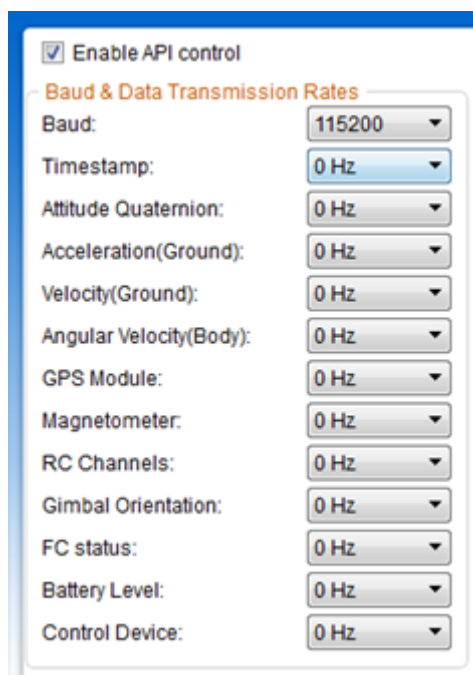 Enable API control
Baud & Data Transmission Rates
Baud: 115200
Timestamp: 0 Hz
Attitude Quaternion: 0 Hz
Acceleration(Ground): 0 Hz
Velocity(Ground): 0 Hz
Angular Velocity(Body): 0 Hz
GPS Module: 0 Hz
Magnetometer: 0 Hz
RC Channels: 0 Hz
Gimbal Orientation: 0 Hz
FC status: 0 Hz
Battery Level: 0 Hz
Control Device: 0 Hz